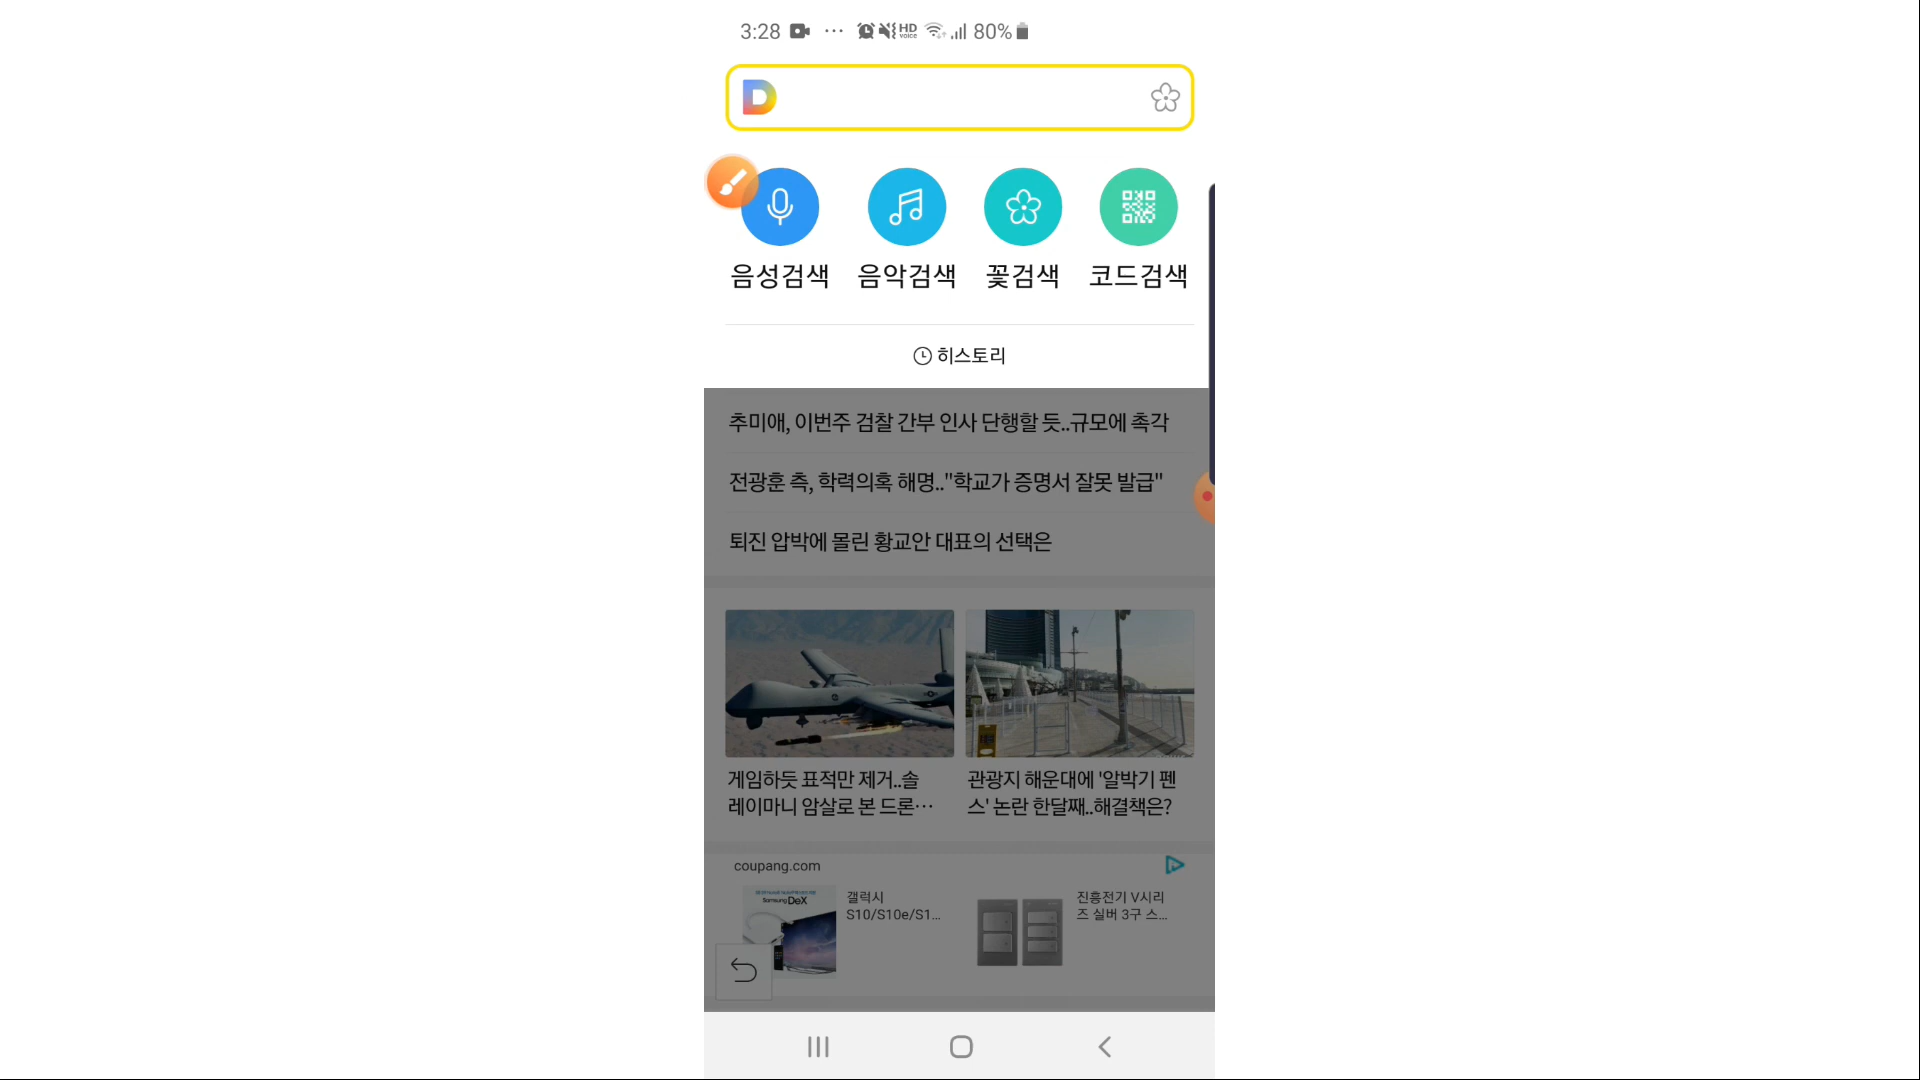 3:28 ··· HD voice 80%
D
음성검색 음악검색 꽃검색 코드검색
히스토리
추미애, 이번주 검찰 간부 인사 단행할 듯..규모에 촉각
전광훈 측, 학력의혹 해명.."학교가 증명서 잘못 발급"
퇴진 압박에 몰린 황교안 대표의 선택은
게임하듯 표적만 제거..솔
레이마니 암살로 본 드론···
관광지 해운대에 '알박기 펜
스' 논란 한달째..해결책은?
coupang.com
Samsung DeX
갤럭시
S10/S10e/S1...
진흥전기 V시리
즈 실버 3구 스...